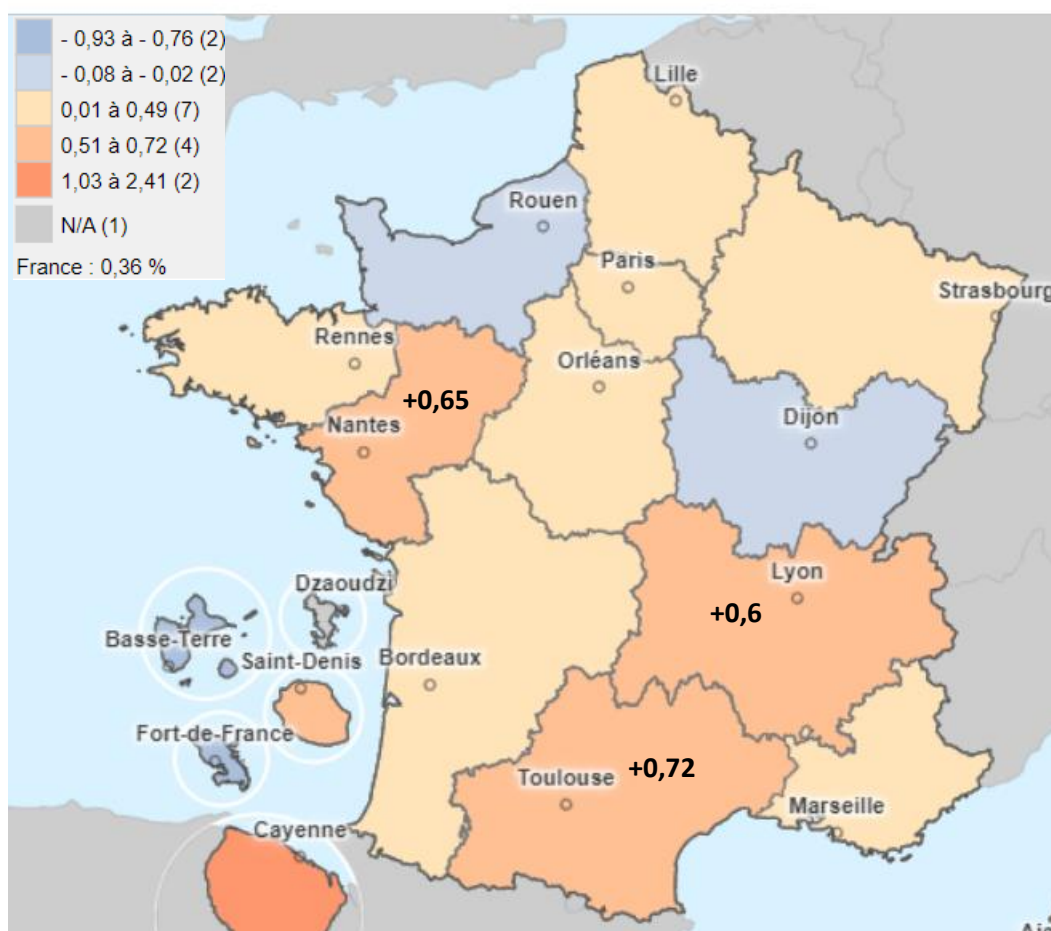 - 0,93 à - 0,76 (2)
- 0,08 à - 0,02 (2)
0,01 à 0,49 (7)
0,51 à 0,72 (4)
1,03 à 2,41 (2)
N/A (1)
France : 0,36 %
Lille
Rouen
Paris
Strasbourg
Rennes
Orléans
+0,65
Nantes
Dijon
Lyon
Dzaoudzi
+0,6
Basse-Terre
Saint-Denis
Bordeaux
Fort-de-France
+0,72
Toulouse
Marseille
Cayenne